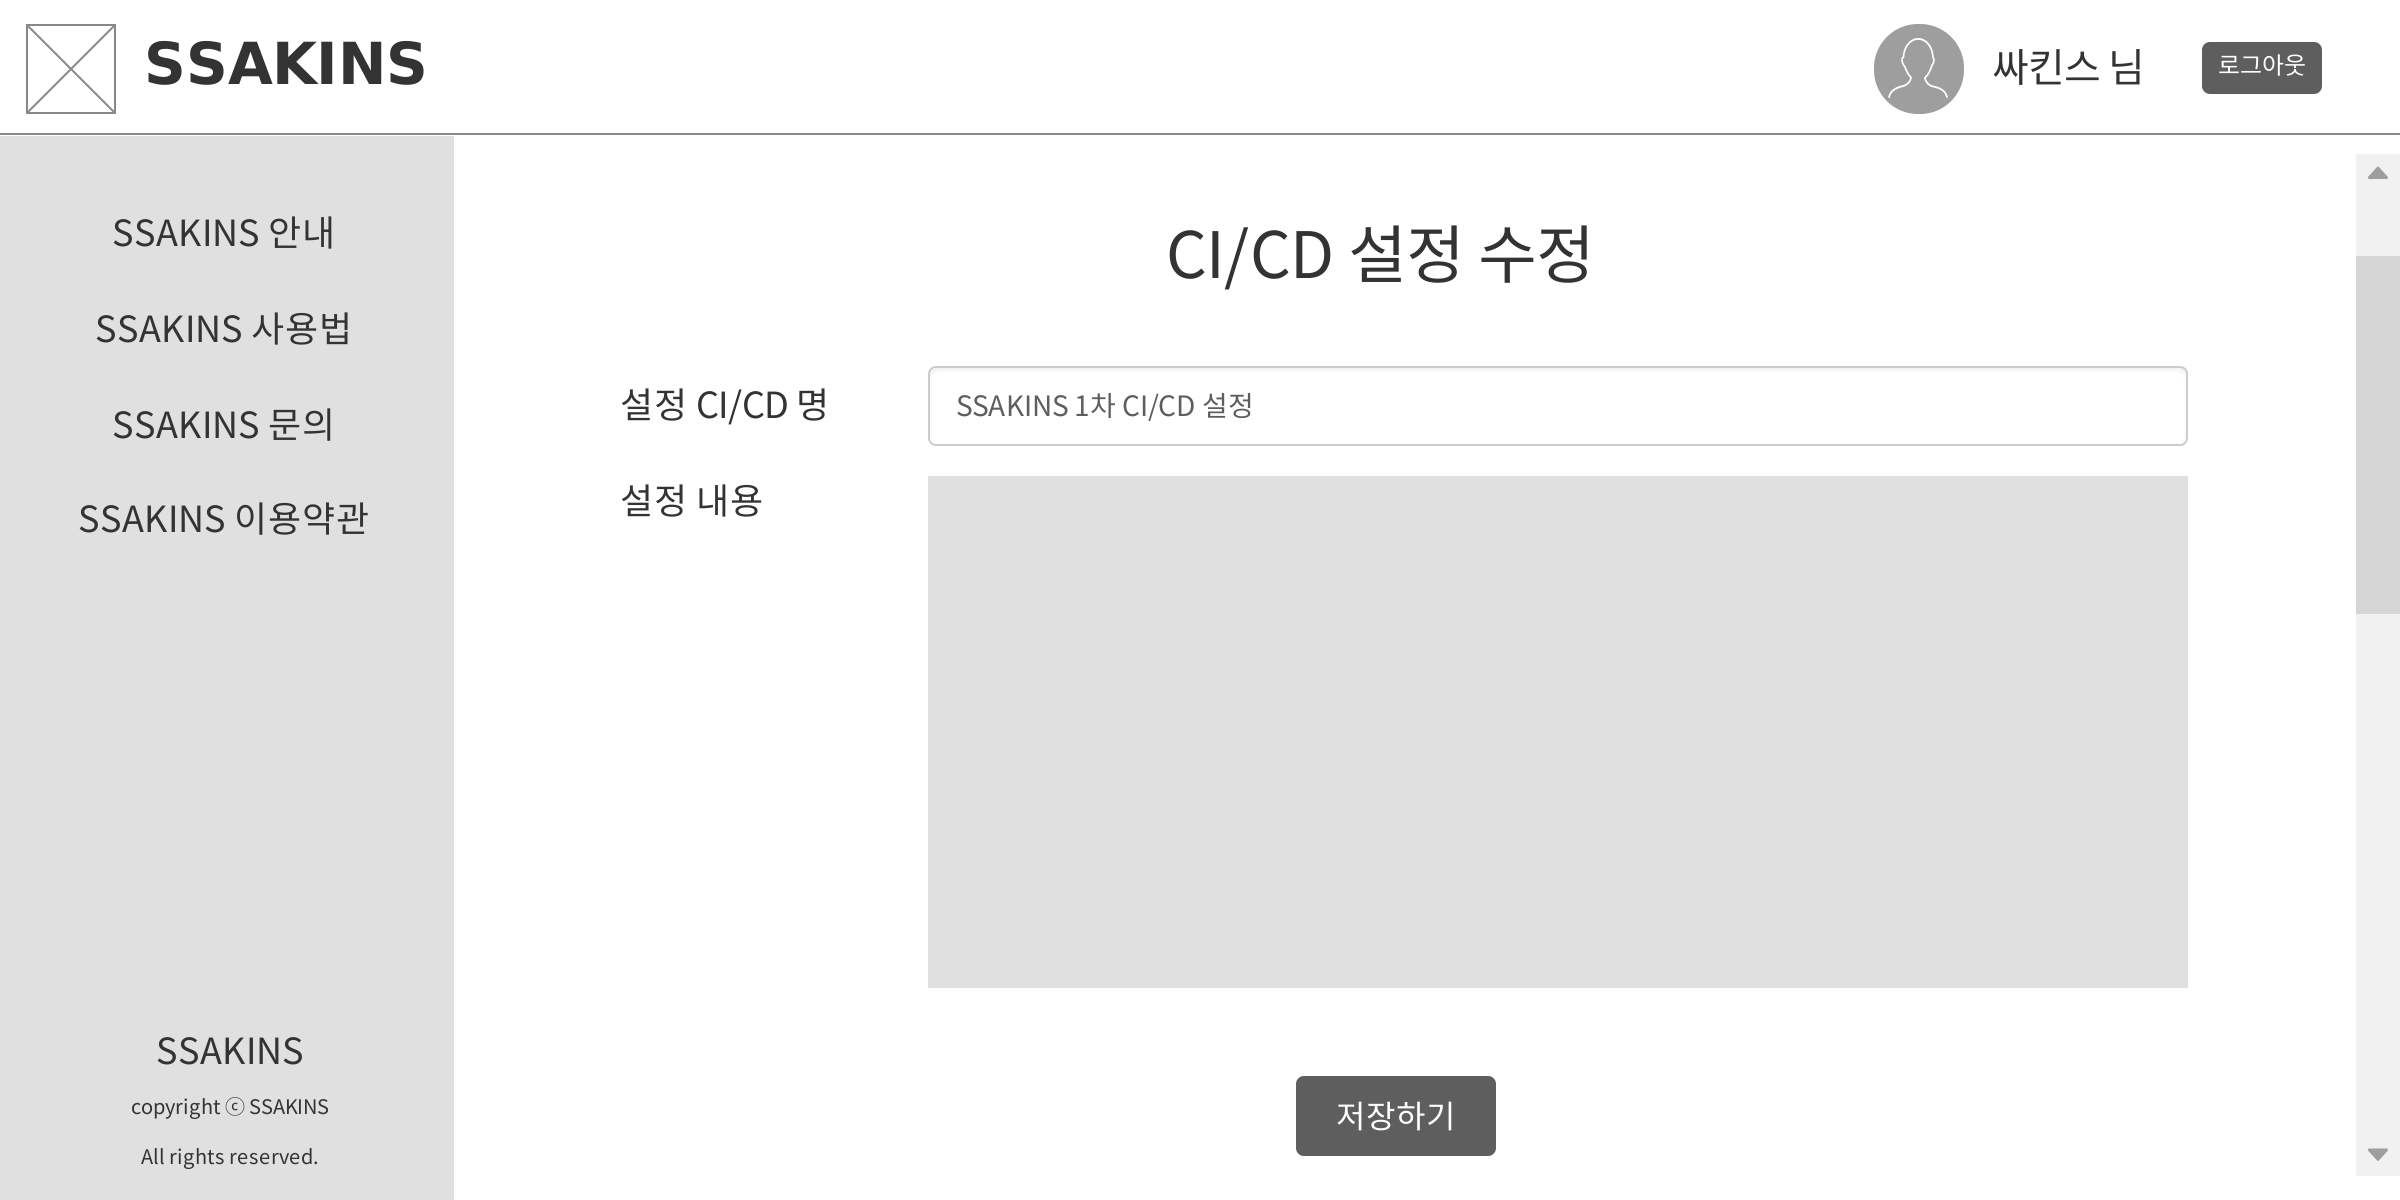 SSAKINS
싸킨스 님
로그아웃
SSAKINS 안내
SSAKINS 사용법
SSAKINS 문의
SSAKINS 이용약관
SSAKINS
copyright ⓒ SSAKINS
All rights reserved.
CI/CD 설정 수정
설정 CI/CD 명
SSAKINS 1차 CI/CD 설정
설정 내용
저장하기